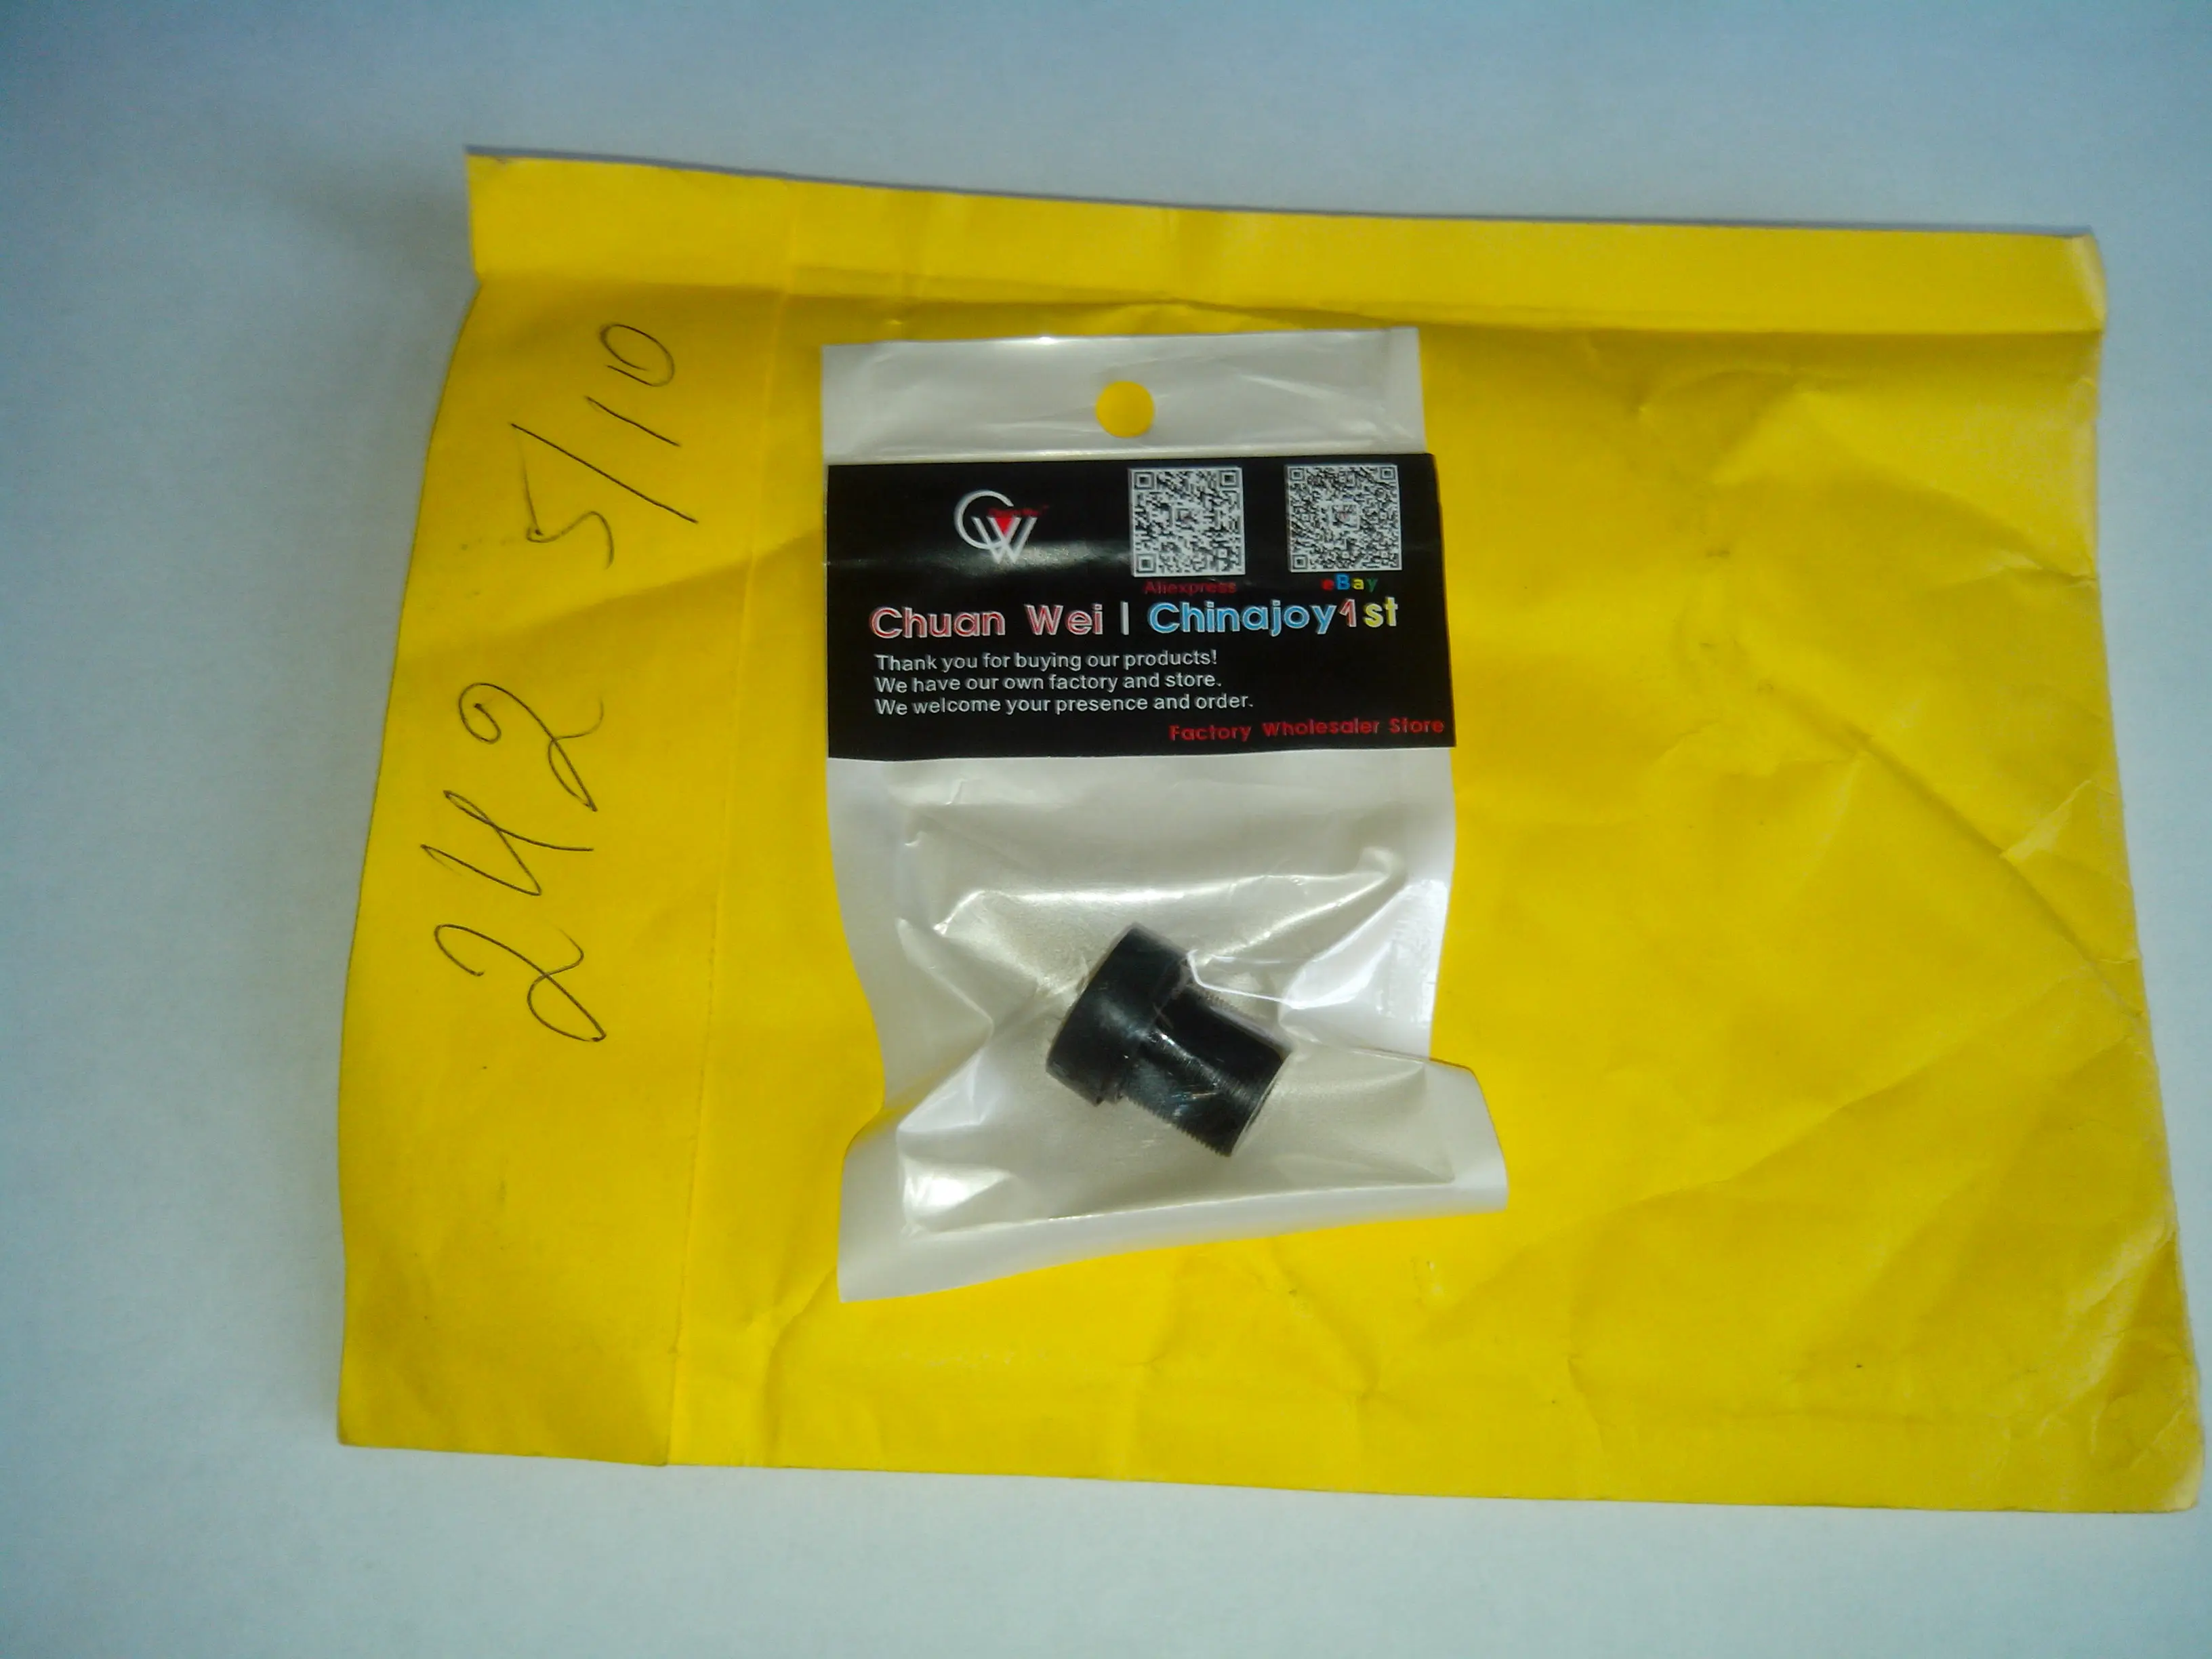 242 5/10
CW
Aliexpress
eBay
Chuan Wei | Chinajoy1st
Thank you for buying our products!
We have our own factory and store.
We welcome your presence and order.
Factory Wholesaler Store